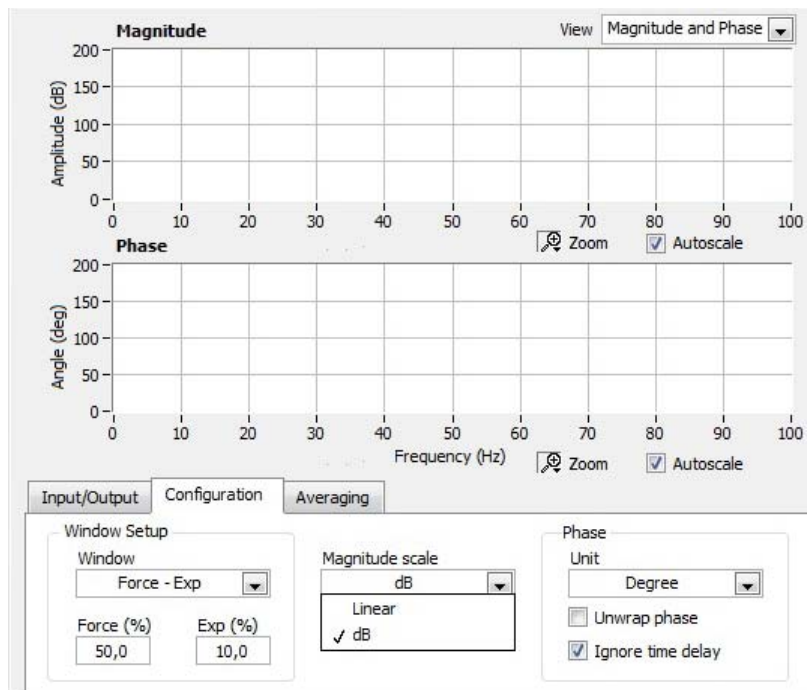 Magnitude
View Magnitude and Phase
Amplitude (dB)
200
150
100
50
0
0 10 20 30 40 50 60 70 80 90 100
Zoom Autoscale
Phase
Angle (deg)
200
150
100
50
0
0 10 20 30 40 50 60 70 80 90 100
Frequency (Hz)
Zoom Autoscale
Input/Output Configuration Averaging
Window Setup
Window
Force - Exp
Force (%) Exp (%)
50,0 10,0
Magnitude scale
dB
Linear
✓ dB
Phase
Unit
Degree
Unwrap phase
Ignore time delay